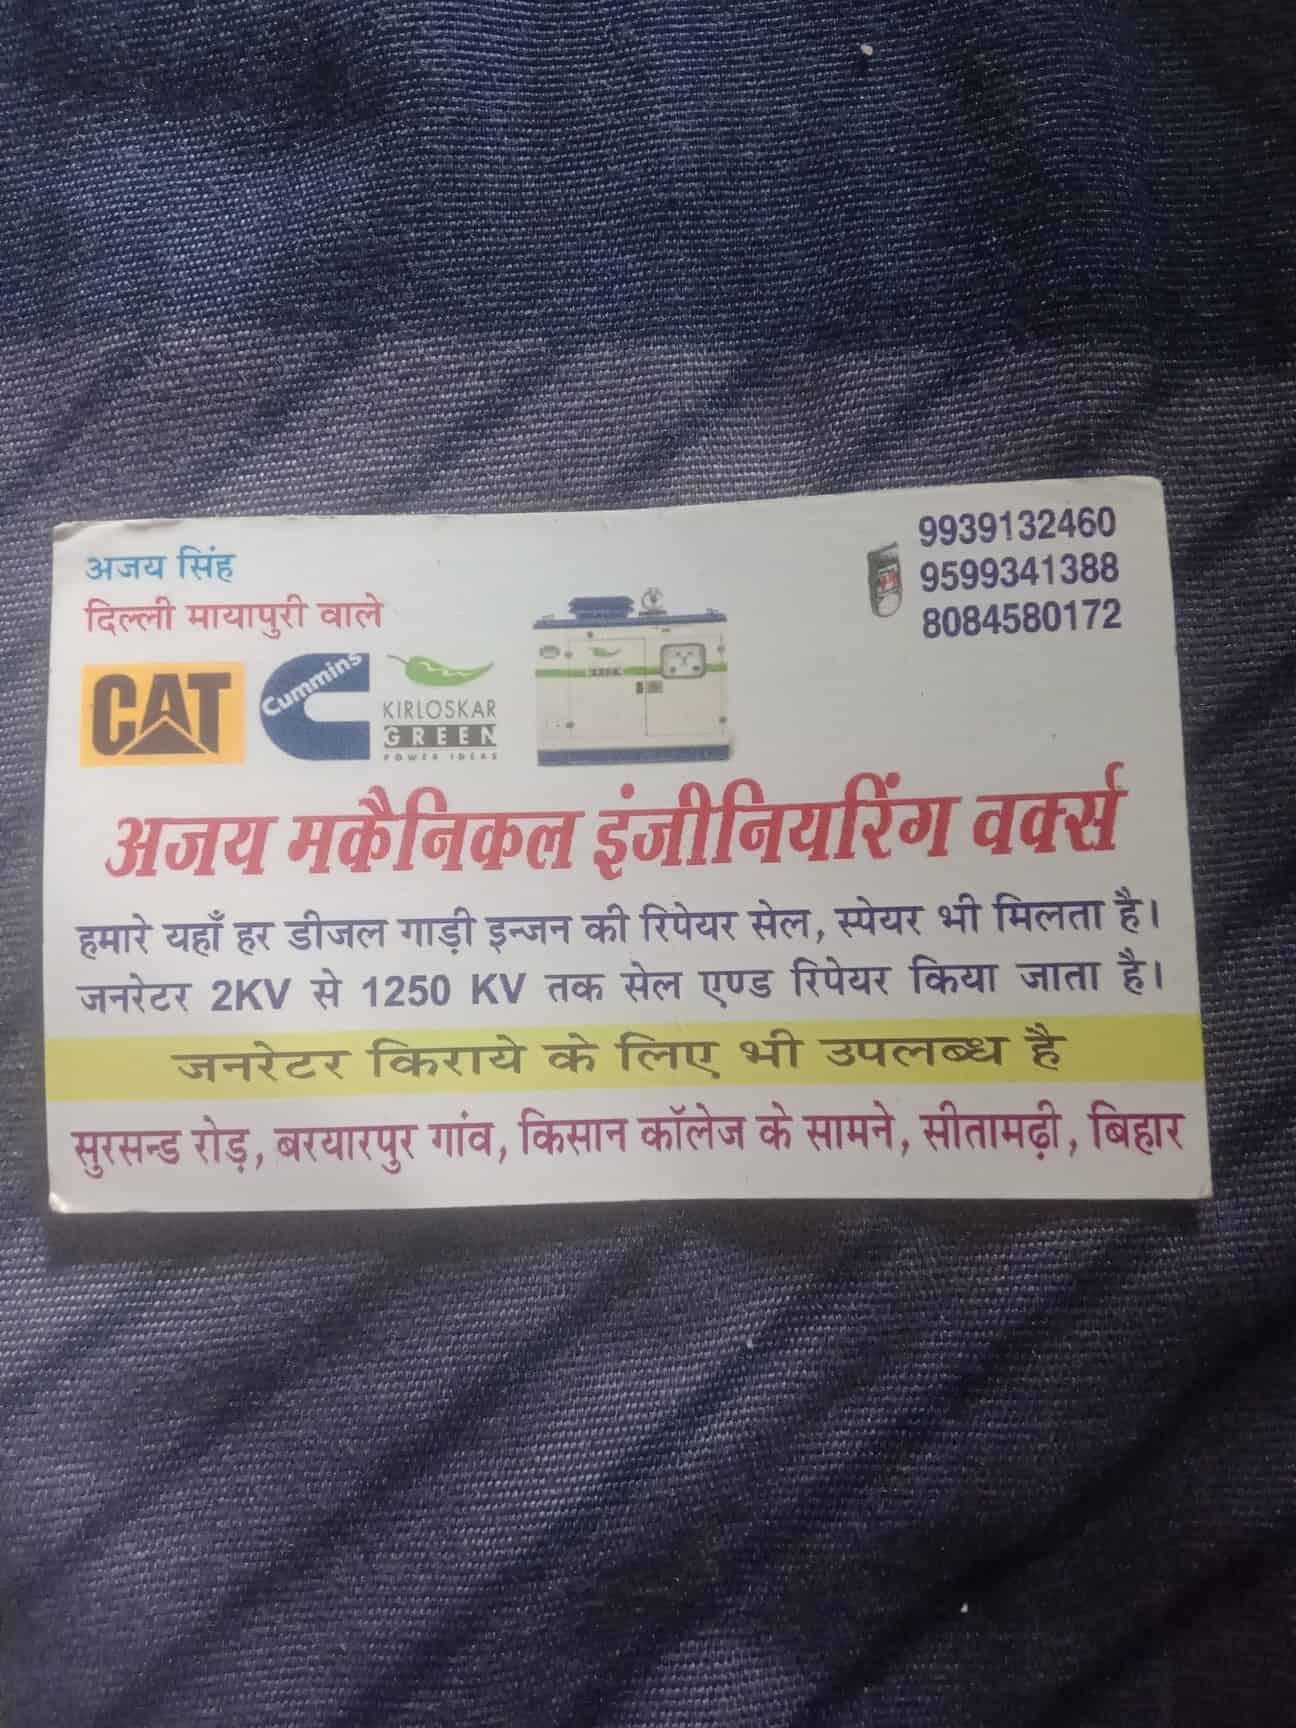 अजय सिंह
दिल्ली मायापुरी वाले
9939132460
9599341388
8084580172
CAT
Cummins
KIRLOSKAR
GREEN
POWER IDEAS
अजय मकैनिकल इंजीनियरिंग वर्क्स
हमारे यहाँ हर डीजल गाड़ी इन्जन की रिपेयर सेल, स्पेयर भी मिलता है।
जनरेटर 2KV से 1250 KV तक सेल एण्ड रिपेयर किया जाता है।
जनरेटर किराये के लिए भी उपलब्ध है
सुरसन्ड रोड़, बरयारपुर गांव, किसान कॉलेज के सामने, सीतामढ़ी, बिहार